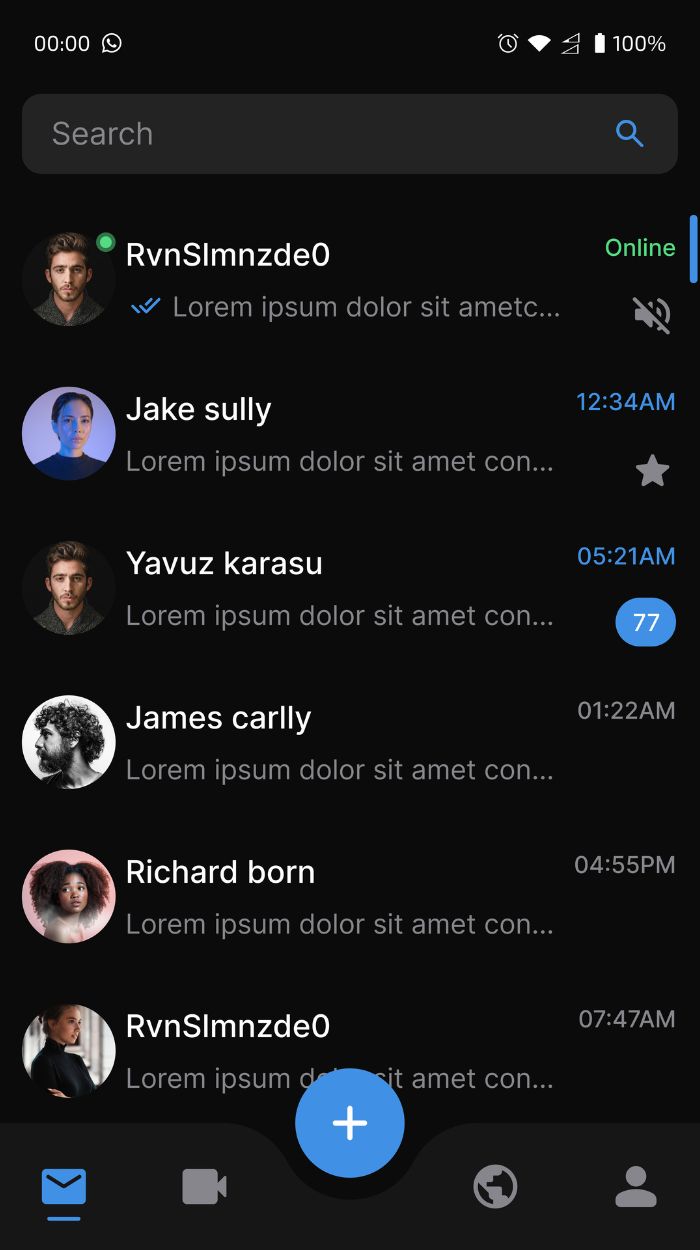 00:00 100%
Search
RvnSlmnzde0 Online
Lorem ipsum dolor sit ametc...
Jake sully 12:34AM
Lorem ipsum dolor sit amet con...
Yavuz karasu 05:21AM
Lorem ipsum dolor sit amet con... 77
James carlly 01:22AM
Lorem ipsum dolor sit amet con...
Richard born 04:55PM
Lorem ipsum dolor sit amet con...
RvnSlmnzde0 07:47AM
Lorem ipsum sit amet con...